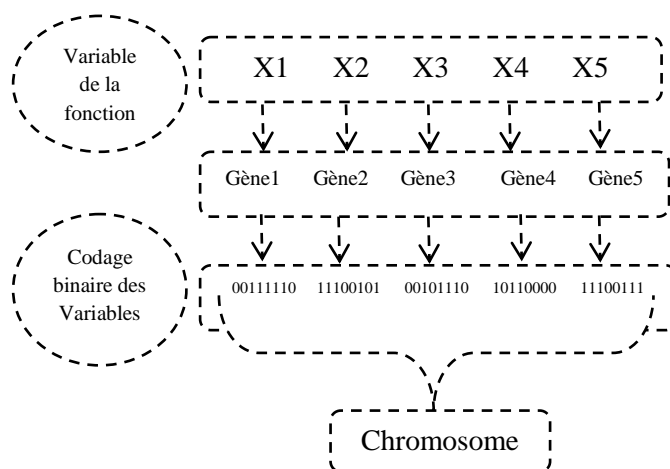 Variable
de la
fonction
X1 X2 X3 X4 X5
Gène1 Gène2 Gène3 Gène4 Gène5
Codage
binaire des
Variables
00111110 11100101 00101110 10110000 11100111
Chromosome